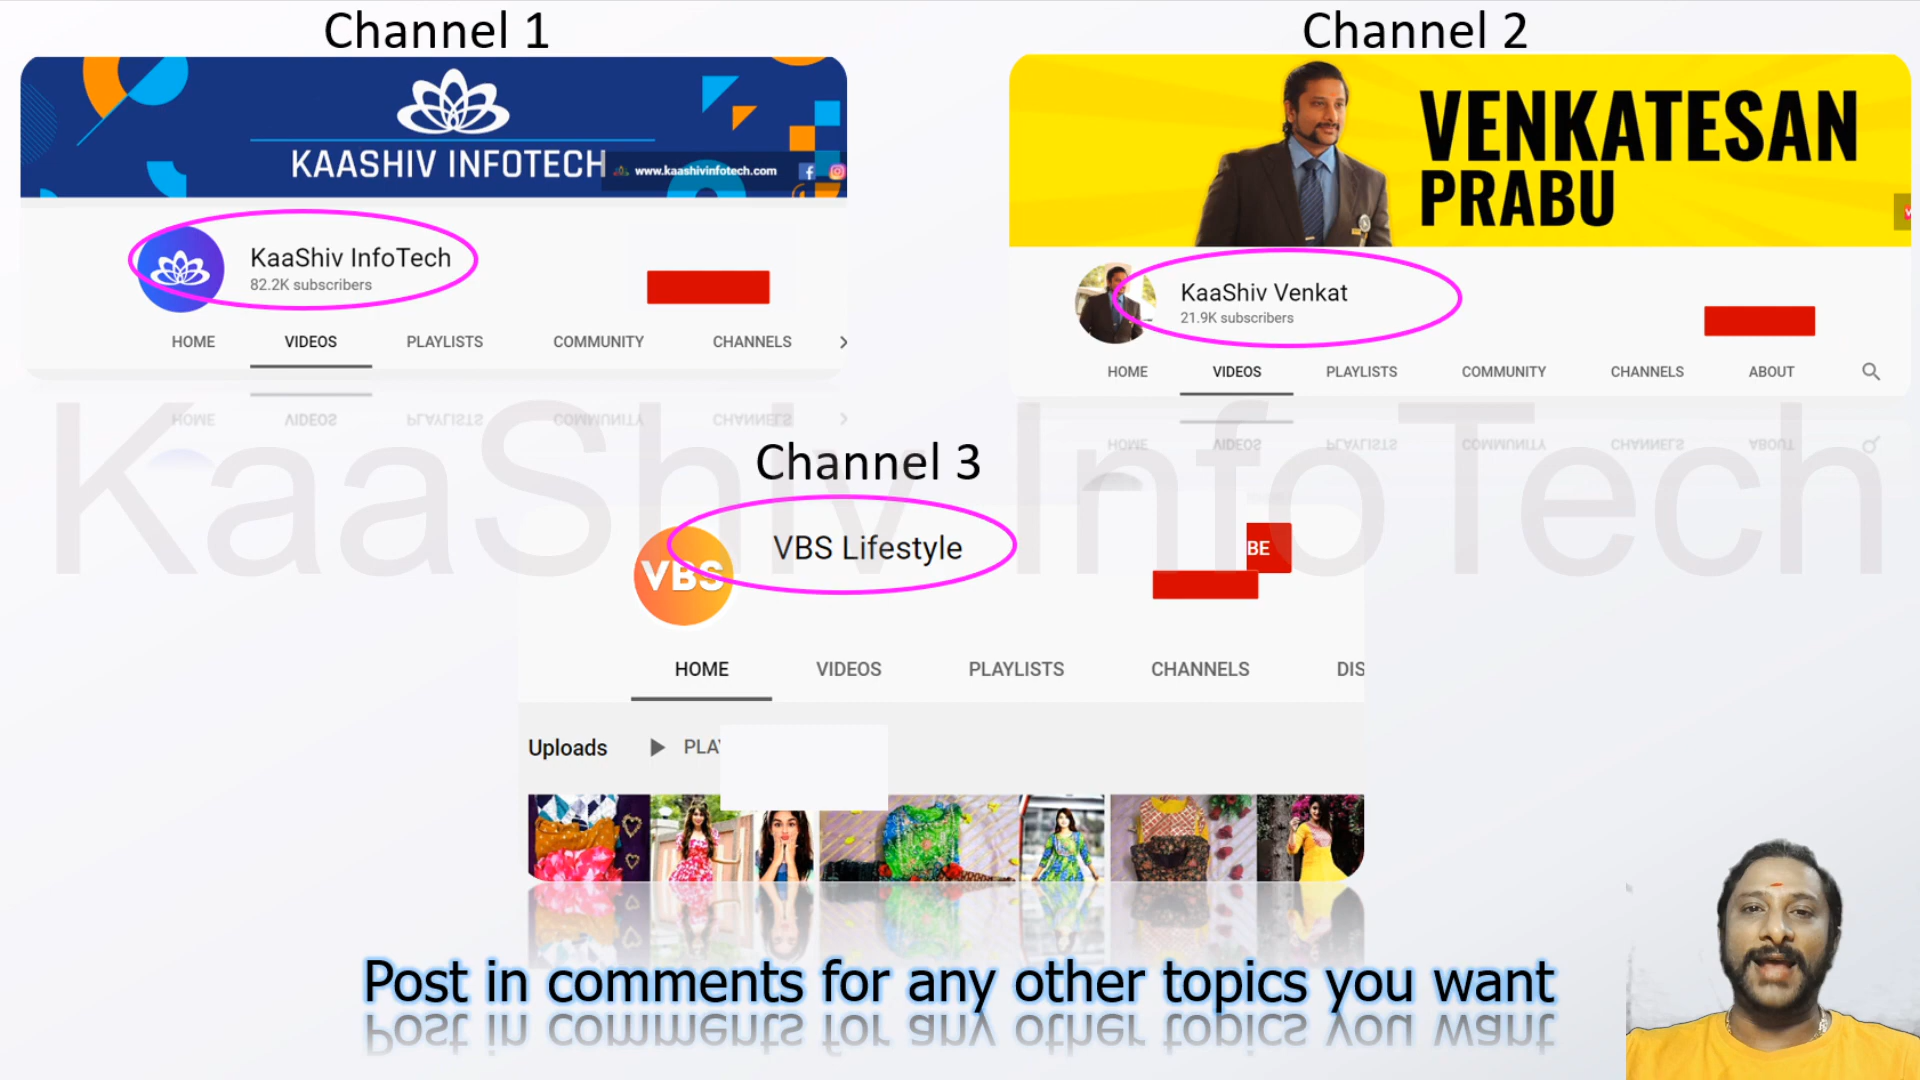 Channel 1
KAASHIV INFOTECH
www.kaashivinfotech.com
KaaShiv InfoTech
82.2K subscribers
HOME VIDEOS PLAYLISTS COMMUNITY CHANNELS
Channel 2
VENKATESAN
PRABU
KaaShiv Venkat
21.9K subscribers
HOME VIDEOS PLAYLISTS COMMUNITY CHANNELS ABOUT
KaaShiv InfoTech
Channel 3
VBS
VBS Lifestyle
BE
HOME VIDEOS PLAYLISTS CHANNELS DIS
Uploads PLA
Post in comments for any other topics you want